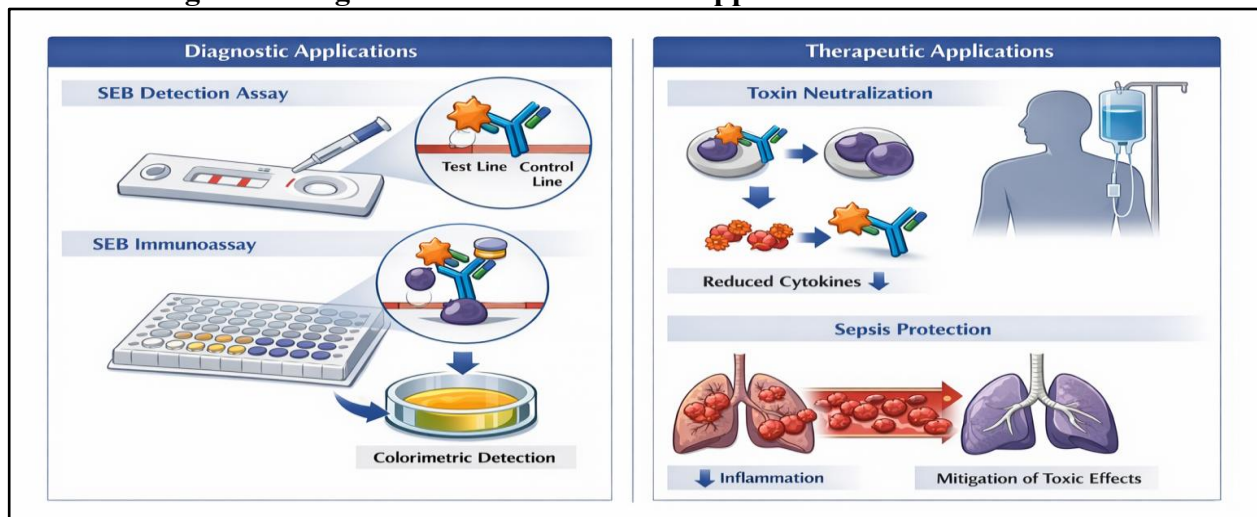 Diagnostic Applications
SEB Detection Assay
Test Line Control
Line
SEB Immunoassay
Colorimetric Detection
Therapeutic Applications
Toxin Neutralization
Reduced Cytokines
Sepsis Protection
Inflammation
Mitigation of Toxic Effects